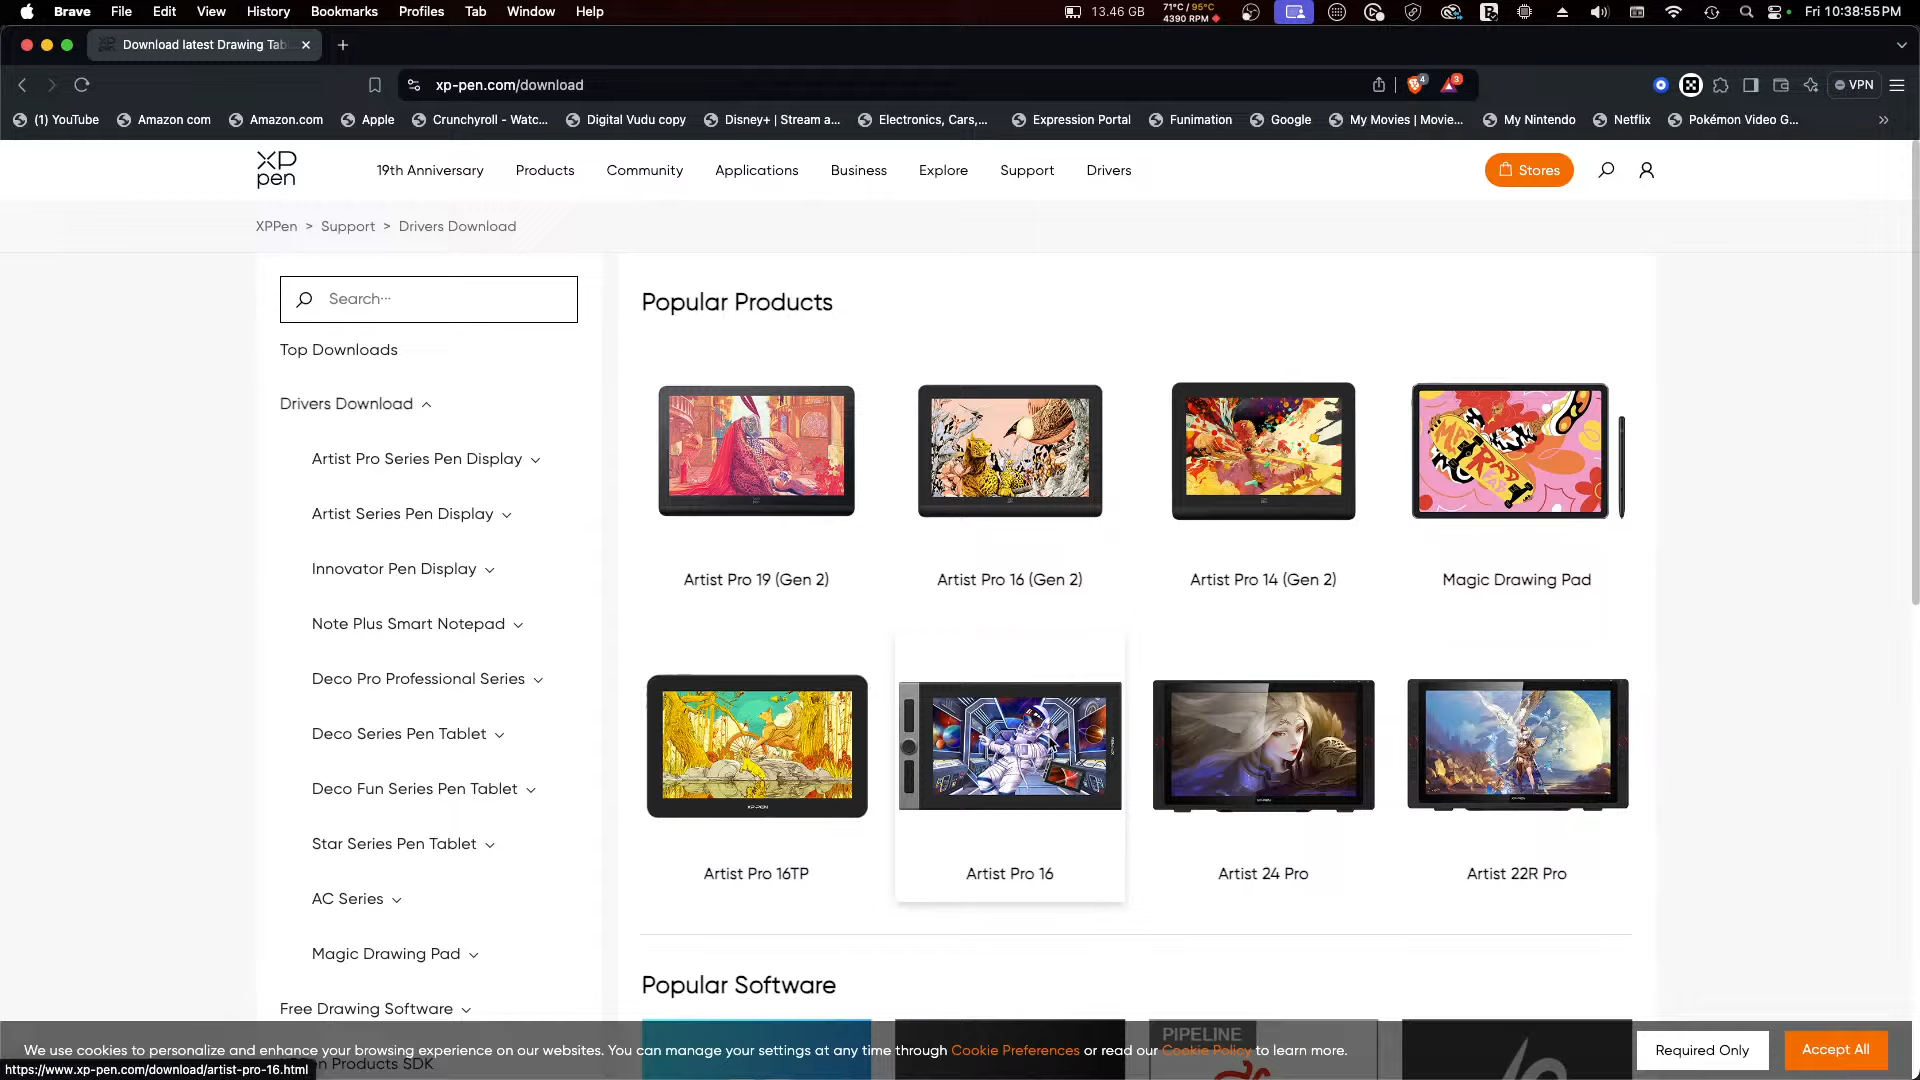 Brave File Edit View History Bookmarks Profiles Tab Window Help
13.46 GB
71°C / 95°C
4390 RPM
Fri 10:38:55 PM
Download latest Drawing Tab
xp-pen.com/download
4
3
VPN
(1) YouTube
Amazon com
Amazon.com
Apple
Crunchyroll - Watc...
Digital Vudu copy
Disney+ | Stream a...
Electronics, Cars,...
Expression Portal
Funimation
Google
My Movies | Movie...
My Nintendo
Netflix
Pokémon Video G...
XP
pen
19th Anniversary
Products
Community
Applications
Business
Explore
Support
Drivers
Stores
XPPen > Support > Drivers Download
Search···
Top Downloads
Drivers Download
Artist Pro Series Pen Display
Artist Series Pen Display
Innovator Pen Display
Note Plus Smart Notepad
Deco Pro Professional Series
Deco Series Pen Tablet
Deco Fun Series Pen Tablet
Star Series Pen Tablet
AC Series
Magic Drawing Pad
Free Drawing Software
Popular Products
Artist Pro 19 (Gen 2)
Artist Pro 16 (Gen 2)
Artist Pro 14 (Gen 2)
Magic Drawing Pad
XP-PEN
Artist Pro 16TP
Artist Pro 16
Artist 24 Pro
Artist 22R Pro
Popular Software
PIPELINE
We use cookies to personalize and enhance your browsing experience on our websites. You can manage your settings at any time through Cookie Preferences or read our Cookie Policy to learn more.
Required Only
Accept All
n Products SDK
https://www.xp-pen.com/download/artist-pro-16.html